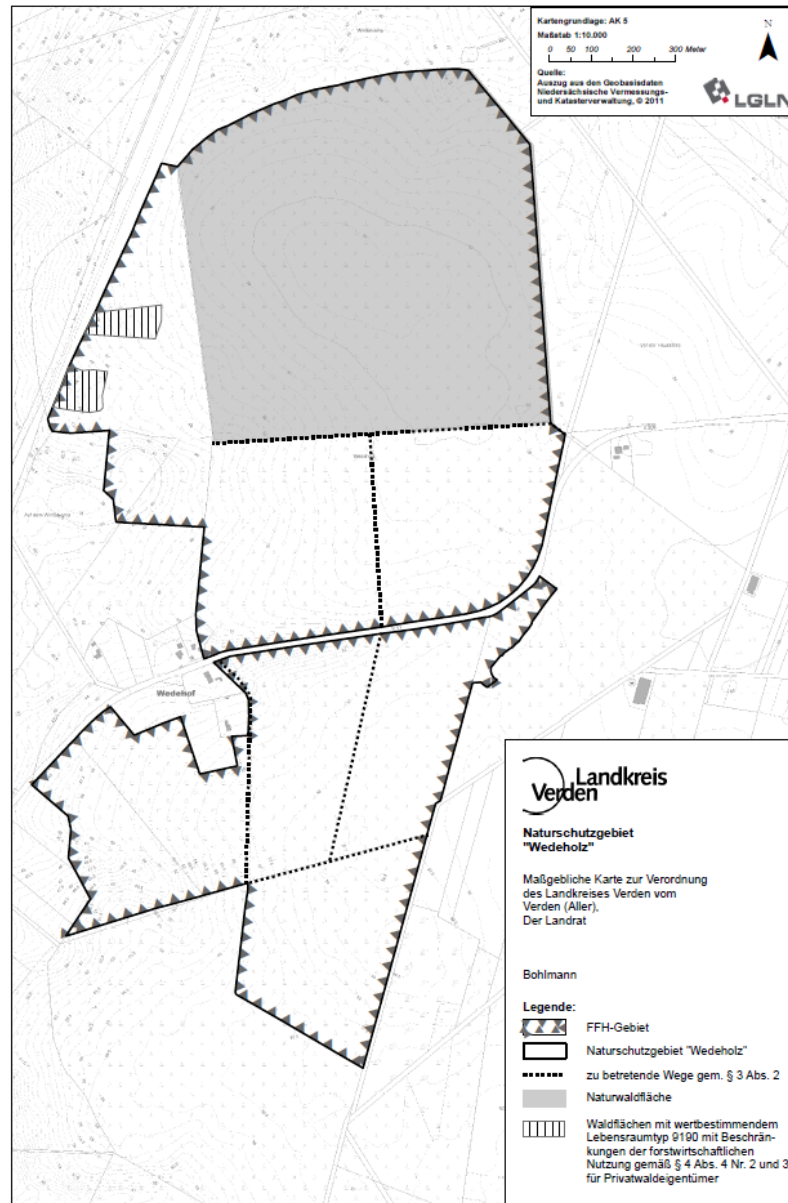 Kartengrundlage: AK 5
Maßstab 1:10.000
0 50 100 200 300 Meter
Quelle:
Auszug aus den Geobasisdaten
Niedersächsische Vermessungs-
und Katasterverwaltung, © 2011
N
LGLN
Wedehof
Landkreis
Verden
Naturschutzgebiet
"Wedeholz"
Maßgebliche Karte zur Verordnung
des Landkreises Verden vom
Verden (Aller),
Der Landrat
Bohlmann
Legende:
FFH-Gebiet
Naturschutzgebiet "Wedeholz"
zu betretende Wege gem. § 3 Abs. 2
Naturwaldfläche
Waldflächen mit wertbestimmendem
Lebensraumtyp 9190 mit Beschrän-
kungen der forstwirtschaftlichen
Nutzung gemäß § 4 Abs. 4 Nr. 2 und 3
für Privatwaldeigentümer